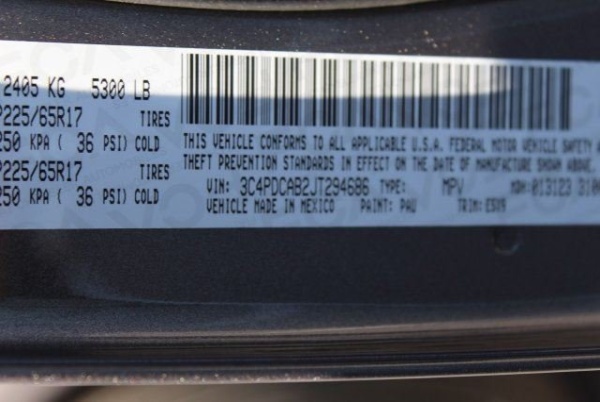 2405 KG 5300 LB
P225/65R17 TIRES
250 KPA ( 36 PSI) COLD
P225/65R17 TIRES
250 KPA ( 36 PSI) COLD
THIS VEHICLE CONFORMS TO ALL APPLICABLE U.S.A. FEDERAL MOTOR VEHICLE SAFETY
THEFT PREVENTION STANDARDS IN EFFECT ON THE DATE OF MANUFACTURE SHOWN ABOVE.
VIN: 3C4PDCAB2JT294686 TYPE: MPV MDH:013123
VEHICLE MADE IN MEXICO PAINT: PAU TRIM: